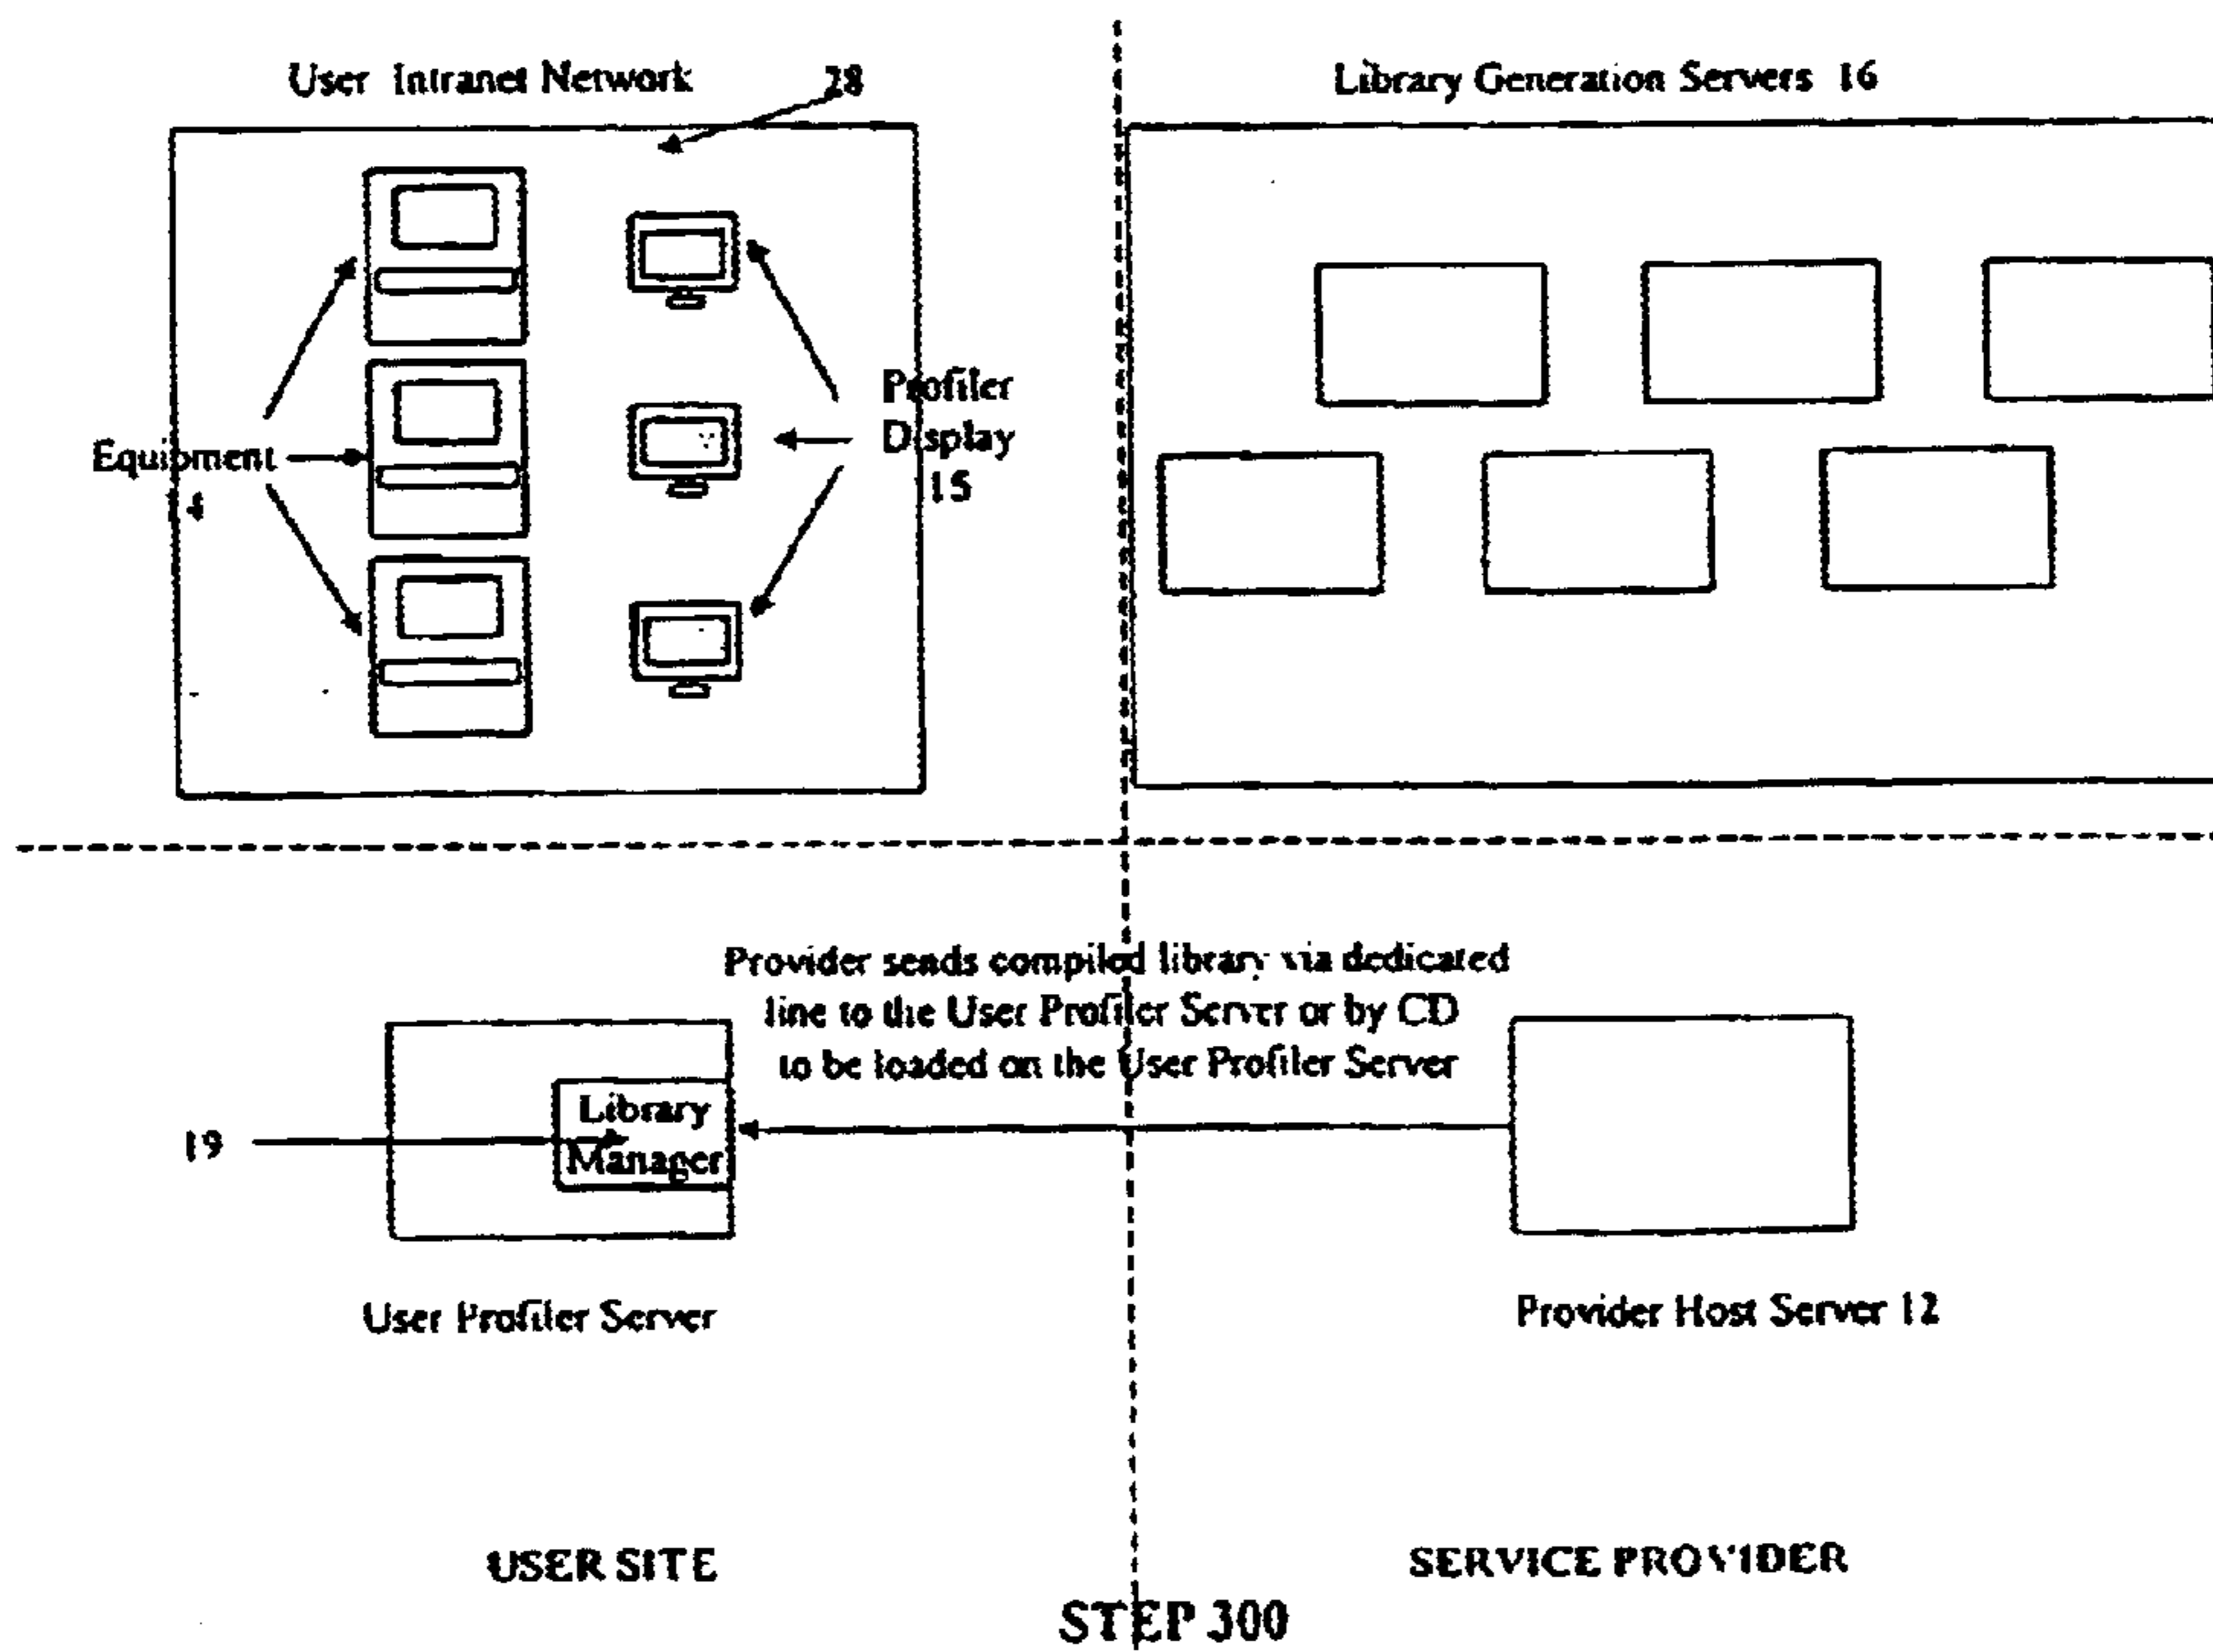 User Intranet Network 28
Library Generation Servers 16
Equipment
14
Profiler
Display
15
Provider sends compiled library via dedicated
line to the User Profiler Server or by CD
to be loaded on the User Profiler Server
Library
Manager
19
User Profiler Server
Provider Host Server 12
USER SITE
SERVICE PROVIDER
STEP 300